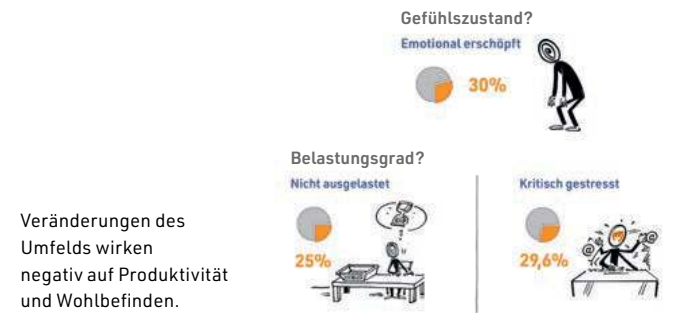 Gefühlszustand?
Emotional erschöpft
30%
Belastungsgrad?
Nicht ausgelastet
25%
Kritisch gestresst
29,6%
Veränderungen des
Umfelds wirken
negativ auf Produktivität
und Wohlbefinden.